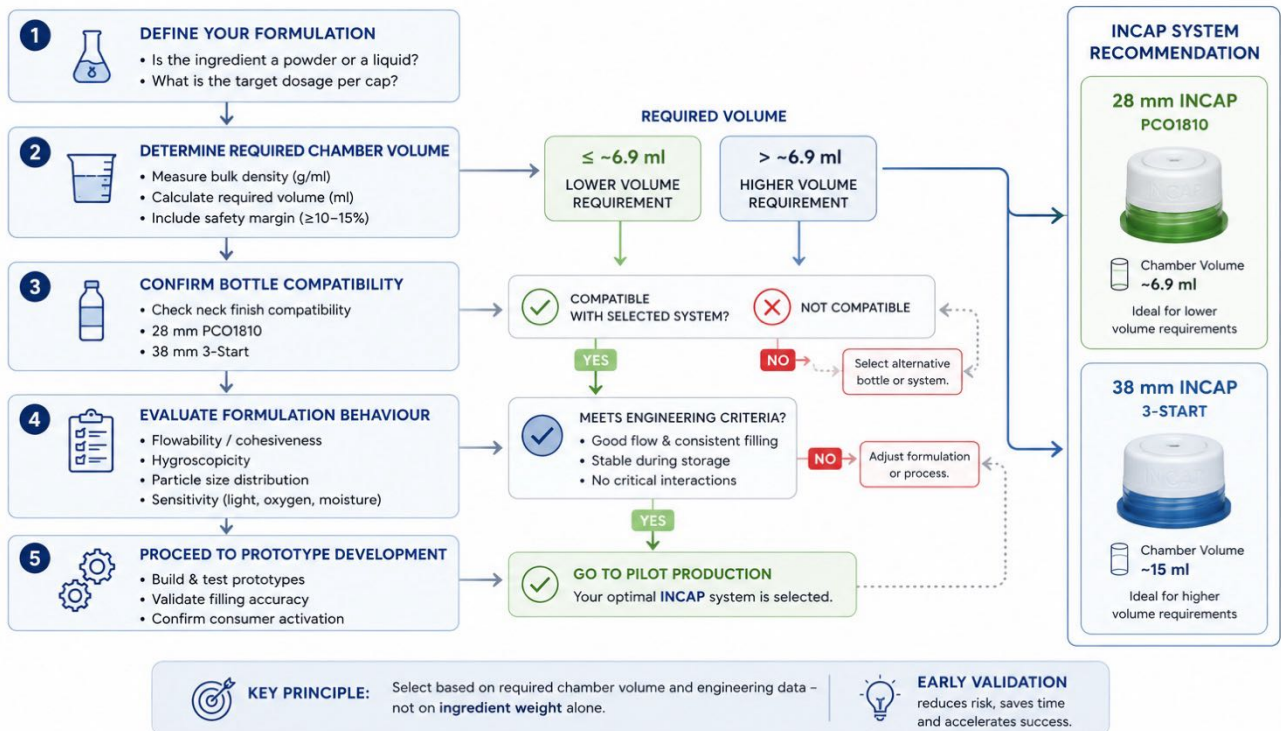 1
DEFINE YOUR FORMULATION
• Is the ingredient a powder or a liquid?
• What is the target dosage per cap?
2
DETERMINE REQUIRED CHAMBER VOLUME
• Measure bulk density (g/ml)
• Calculate required volume (ml)
• Include safety margin (≥10–15%)
3
CONFIRM BOTTLE COMPATIBILITY
• Check neck finish compatibility
• 28 mm PCO1810
• 38 mm 3-Start
4
EVALUATE FORMULATION BEHAVIOUR
• Flowability / cohesiveness
• Hygroscopicity
• Particle size distribution
• Sensitivity (light, oxygen, moisture)
5
PROCEED TO PROTOTYPE DEVELOPMENT
• Build & test prototypes
• Validate filling accuracy
• Confirm consumer activation
REQUIRED VOLUME
≤ ~6.9 ml
LOWER VOLUME
REQUIREMENT
> ~6.9 ml
HIGHER VOLUME
REQUIREMENT
COMPATIBLE
WITH SELECTED SYSTEM?
NOT COMPATIBLE
YES
NO
Select alternative
bottle or system.
MEETS ENGINEERING CRITERIA?
• Good flow & consistent filling
• Stable during storage
• No critical interactions
NO
Adjust formulation
or process.
YES
GO TO PILOT PRODUCTION
Your optimal INCAP system is selected.
INCAP SYSTEM
RECOMMENDATION
28 mm INCAP
PCO1810
INCAP
Chamber Volume
~6.9 ml
Ideal for lower
volume requirements
38 mm INCAP
3-START
INCAP
Chamber Volume
~15 ml
Ideal for higher
volume requirements
KEY PRINCIPLE:
Select based on required chamber volume and engineering data –
not on ingredient weight alone.
EARLY VALIDATION
reduces risk, saves time
and accelerates success.